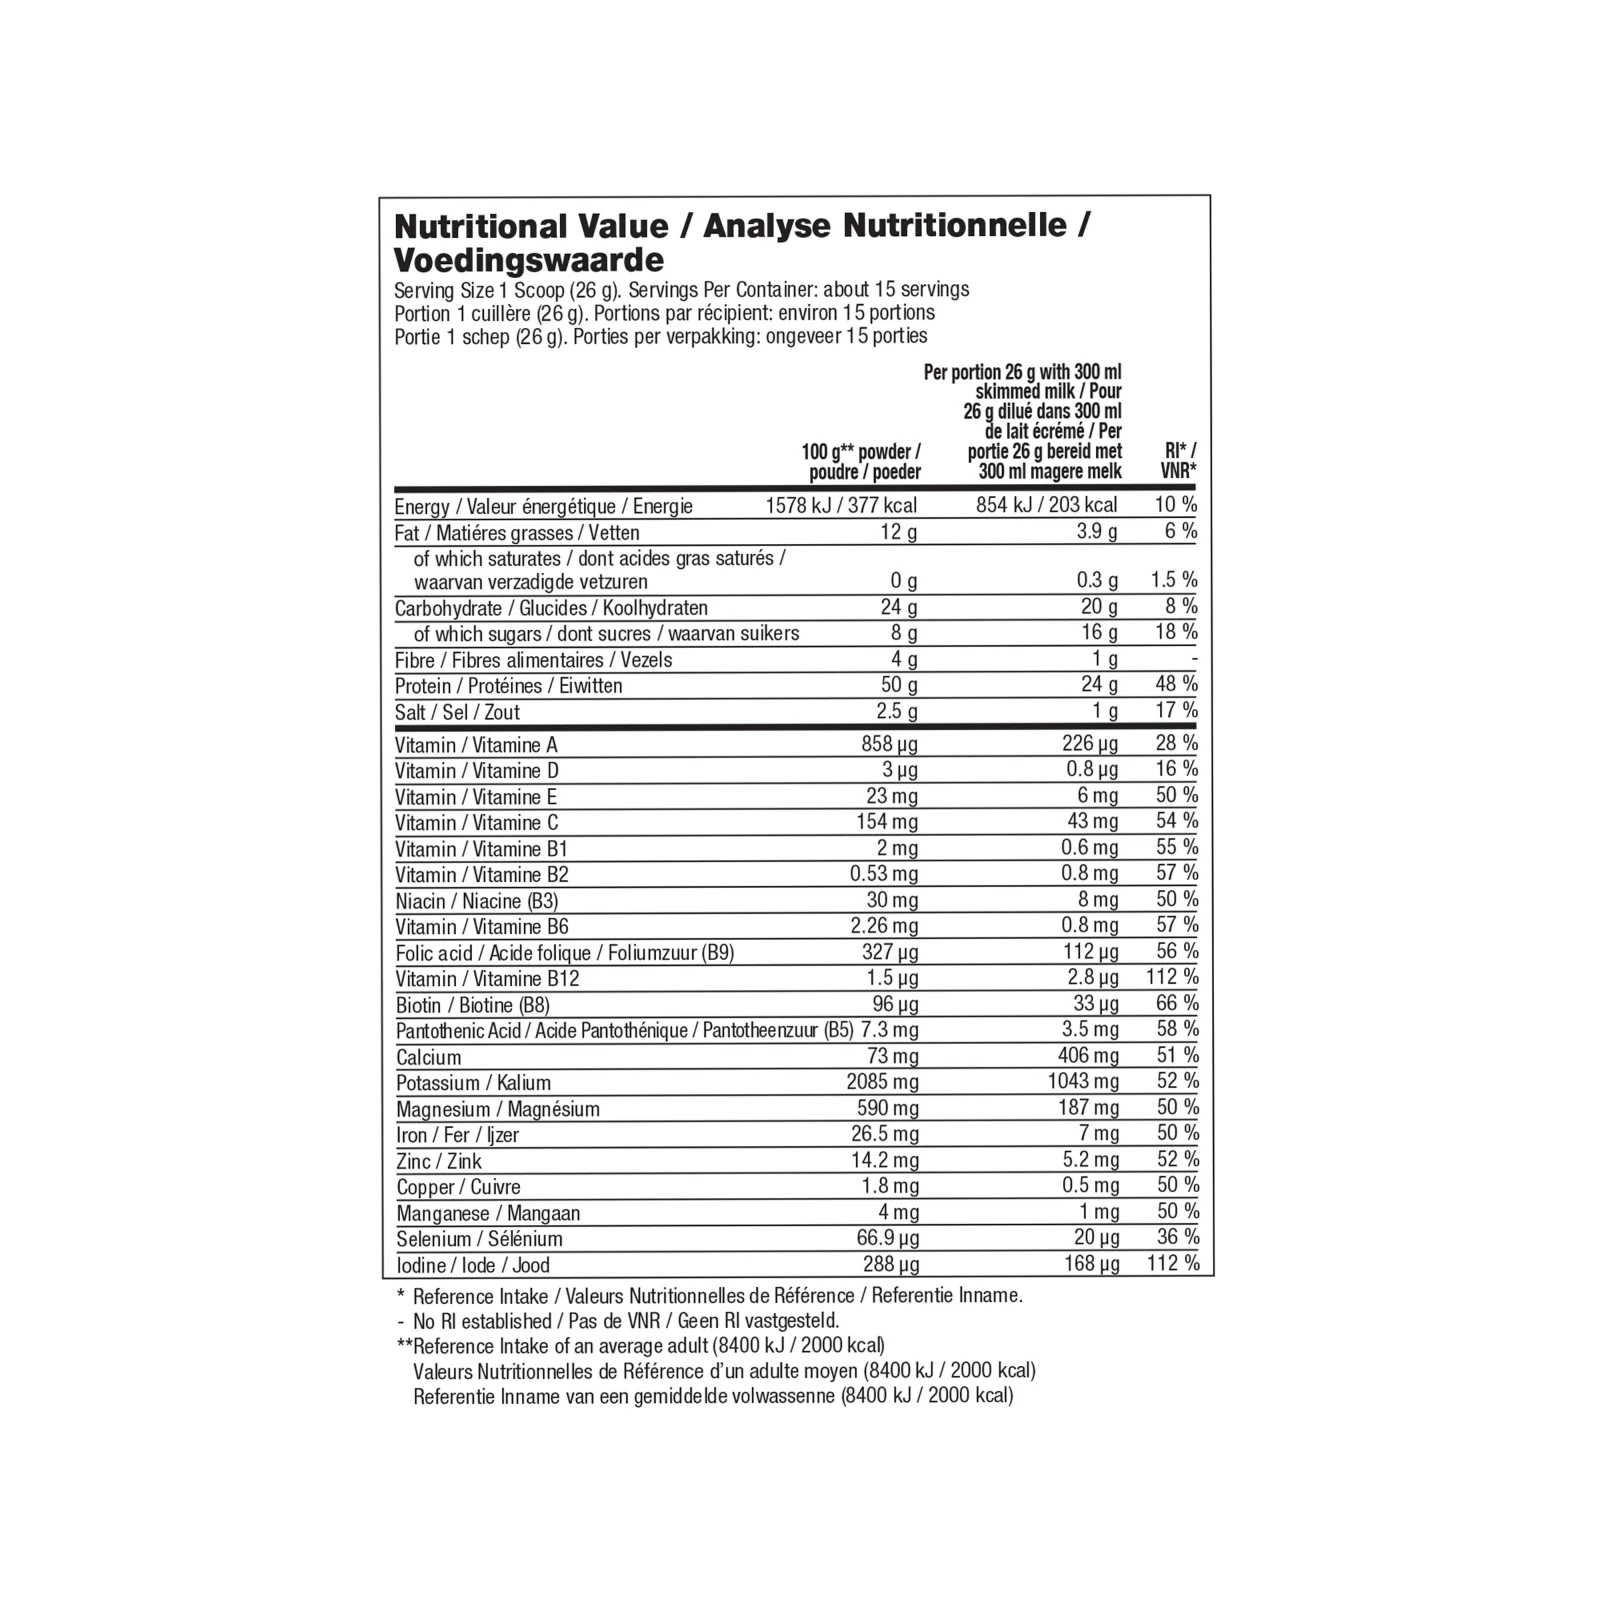 Nutritional Value / Analyse Nutritionnelle /
Voedingswaarde
Serving Size 1 Scoop (26 g). Servings Per Container: about 15 servings
Portion 1 cuillère (26 g). Portions par récipient: environ 15 portions
Portie 1 schep (26 g). Porties per verpakking: ongeveer 15 porties
Per portion 26 g with 300 ml
skimmed milk / Pour
26 g dilué dans 300 ml
de lait écrémé / Per
100 g** powder / portie 26 g bereid met RI* /
poudre / poeder 300 ml magere melk VNR*
Energy / Valeur énergétique / Energie 1578 kJ / 377 kcal 854 kJ / 203 kcal 10 %
Fat / Matiéres grasses / Vetten 12 g 3.9 g 6 %
of which saturates / dont acides gras saturés /
waarvan verzadigde vetzuren 0 g 0.3 g 1.5 %
Carbohydrate / Glucides / Koolhydraten 24 g 20 g 8 %
of which sugars / dont sucres / waarvan suikers 8 g 16 g 18 %
Fibre / Fibres alimentaires / Vezels 4 g 1 g -
Protein / Protéines / Eiwitten 50 g 24 g 48 %
Salt / Sel / Zout 2.5 g 1 g 17 %
Vitamin / Vitamine A 858 µg 226 µg 28 %
Vitamin / Vitamine D 3 µg 0.8 µg 16 %
Vitamin / Vitamine E 23 mg 6 mg 50 %
Vitamin / Vitamine C 154 mg 43 mg 54 %
Vitamin / Vitamine B1 2 mg 0.6 mg 55 %
Vitamin / Vitamine B2 0.53 mg 0.8 mg 57 %
Niacin / Niacine (B3) 30 mg 8 mg 50 %
Vitamin / Vitamine B6 2.26 mg 0.8 mg 57 %
Folic acid / Acide folique / Foliumzuur (B9) 327 µg 112 µg 56 %
Vitamin / Vitamine B12 1.5 µg 2.8 µg 112 %
Biotin / Biotine (B8) 96 µg 33 µg 66 %
Pantothenic Acid / Acide Pantothénique / Pantotheenzuur (B5) 7.3 mg 3.5 mg 58 %
Calcium 73 mg 406 mg 51 %
Potassium / Kalium 2085 mg 1043 mg 52 %
Magnesium / Magnésium 590 mg 187 mg 50 %
Iron / Fer / Ijzer 26.5 mg 7 mg 50 %
Zinc / Zink 14.2 mg 5.2 mg 52 %
Copper / Cuivre 1.8 mg 0.5 mg 50 %
Manganese / Mangaan 4 mg 1 mg 50 %
Selenium / Sélénium 66.9 µg 20 µg 36 %
Iodine / Iode / Jood 288 µg 168 µg 112 %
* Reference Intake / Valeurs Nutritionnelles de Référence / Referentie Inname.
- No RI established / Pas de VNR / Geen RI vastgesteld.
**Reference Intake of an average adult (8400 kJ / 2000 kcal)
Valeurs Nutritionnelles de Référence d'un adulte moyen (8400 kJ / 2000 kcal)
Referentie Inname van een gemiddelde volwassenne (8400 kJ / 2000 kcal)